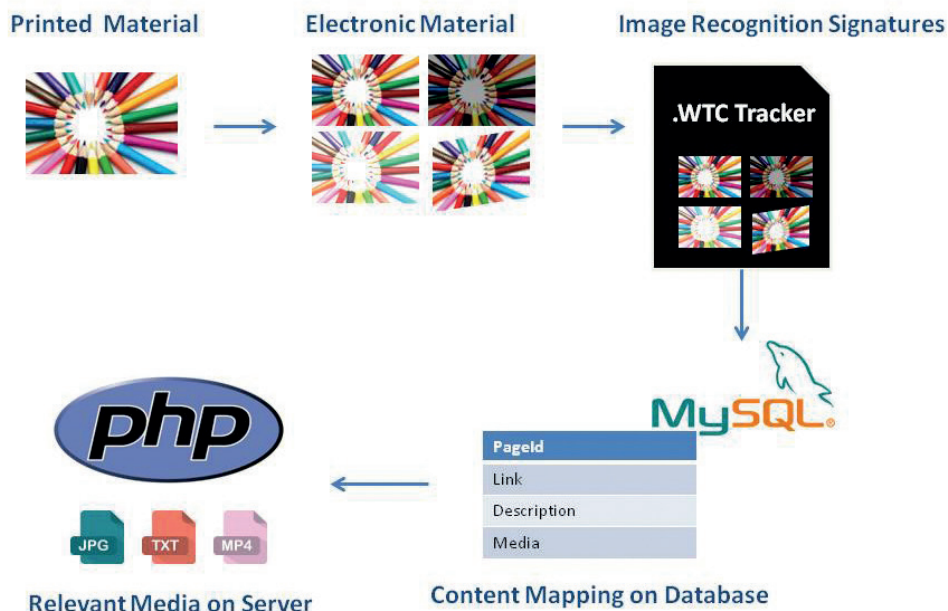 Printed Material
Electronic Material
Image Recognition Signatures
.WTC Tracker
MySQL®
PageId
Link
Description
Media
php
JPG
TXT
MP4
Relevant Media on Server
Content Mapping on Database